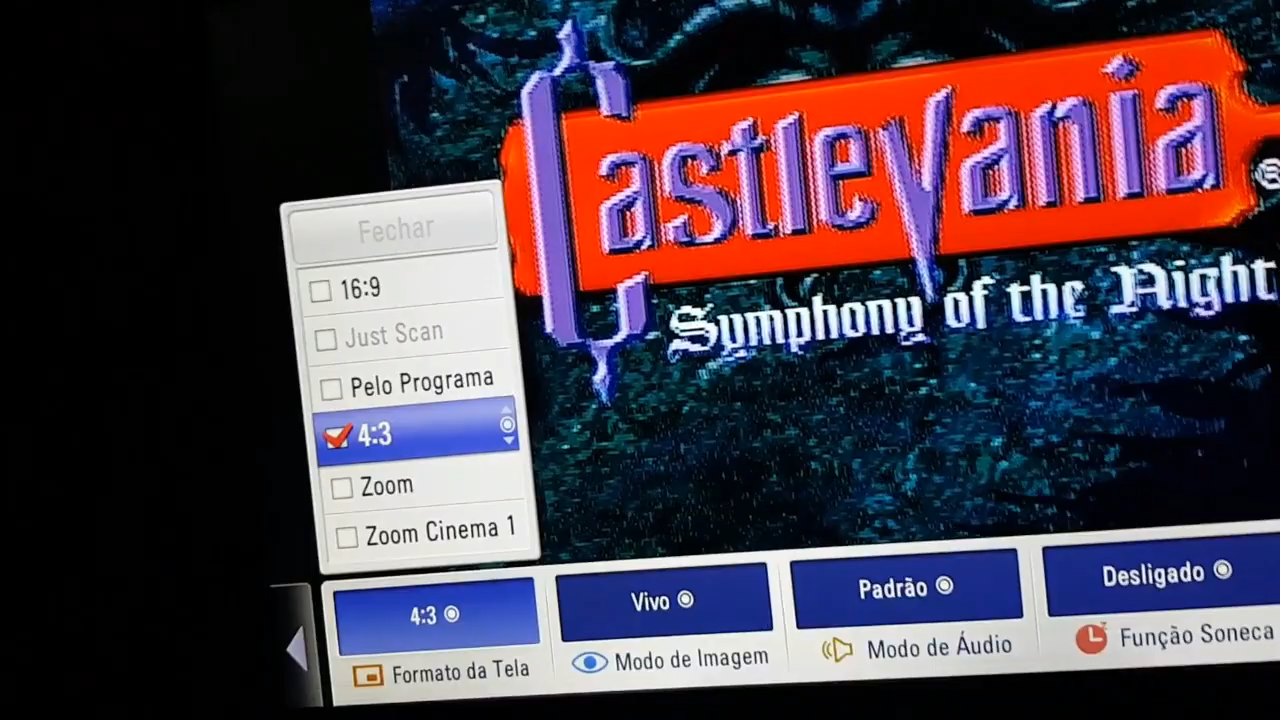 Castlevania
Symphony of the Night
Fechar
16:9
Just Scan
Pelo Programa
4:3
Zoom
Zoom Cinema 1
4:3
Vivo
Padrão
Desligado
Formato da Tela
Modo de Imagem
Modo de Áudio
Função Soneca